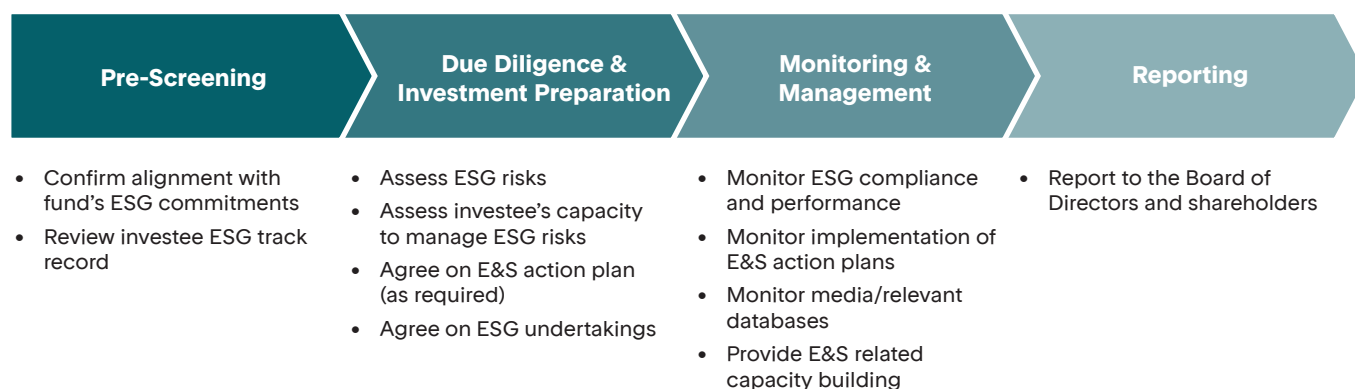 Pre-Screening
Due Diligence &
Investment Preparation
Monitoring &
Management
Reporting
• Confirm alignment with
fund's ESG commitments
• Review investee ESG track
record
• Assess ESG risks
• Assess investee's capacity
to manage ESG risks
• Agree on E&S action plan
(as required)
• Agree on ESG undertakings
• Monitor ESG compliance
and performance
• Monitor implementation of
E&S action plans
• Monitor media/relevant
databases
• Provide E&S related
capacity building
• Report to the Board of
Directors and shareholders